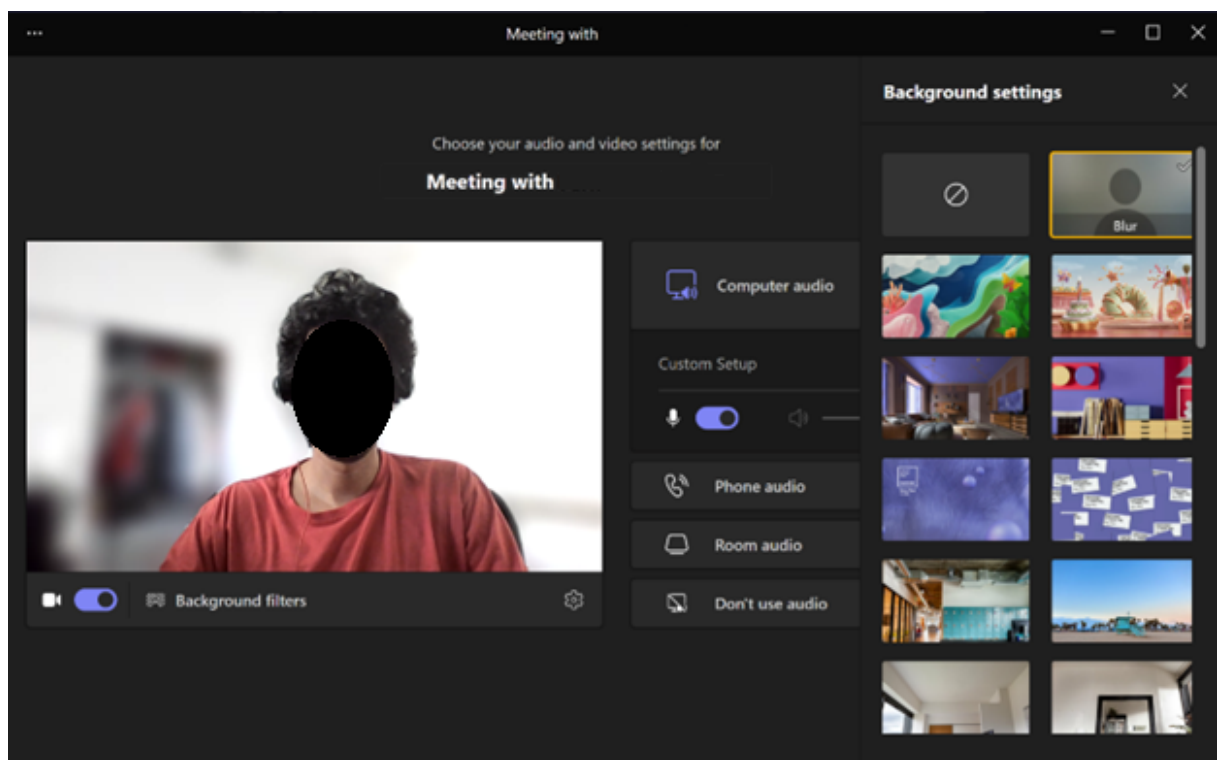 Meeting with
Background settings
Choose your audio and video settings for
Meeting with
Blur
Computer audio
Custom Setup
Phone audio
Room audio
Don't use audio
Background filters